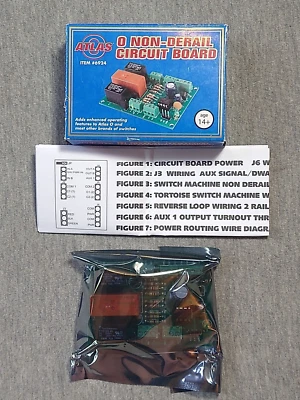 ATLAS
O NON-DERAIL
CIRCUIT BOARD
ITEM #6924
Adds enhanced operating
features to Atlas O and
most other brands of switches
age
14+
FIGURE 1: CIRCUIT BOARD POWER J6 W
FIGURE 2: J3 WIRING AUX SIGNAL/DWA
FIGURE 3: SWITCH MACHINE NON DERAIL
FIGURE 4: TORTOISE SWITCH MACHINE W
FIGURE 5: REVERSE LOOP WIRING 2 RAIL
FIGURE 6: AUX 1 OUTPUT TURNOUT THR
FIGURE 7: POWER ROUTING WIRE DIAGR